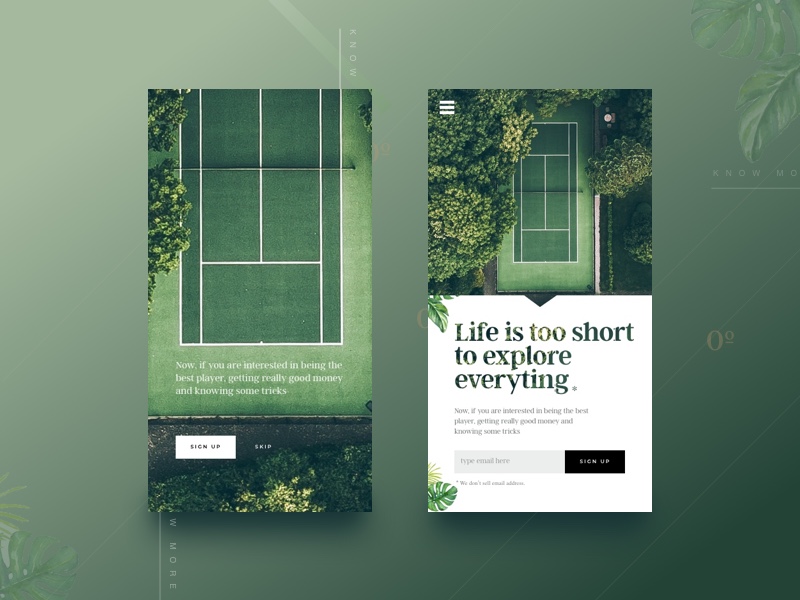 KNOW
KNOW MO
1º
0º
Now, if you are interested in being the
best player, getting really good money
and knowing some tricks
SIGN UP
SKIP
W MORE
Life is too short
to explore
everyting *
Now, if you are interested in being the best
player, getting really good money and
knowing some tricks
Type email here
SIGN UP
* We don't sell email address.